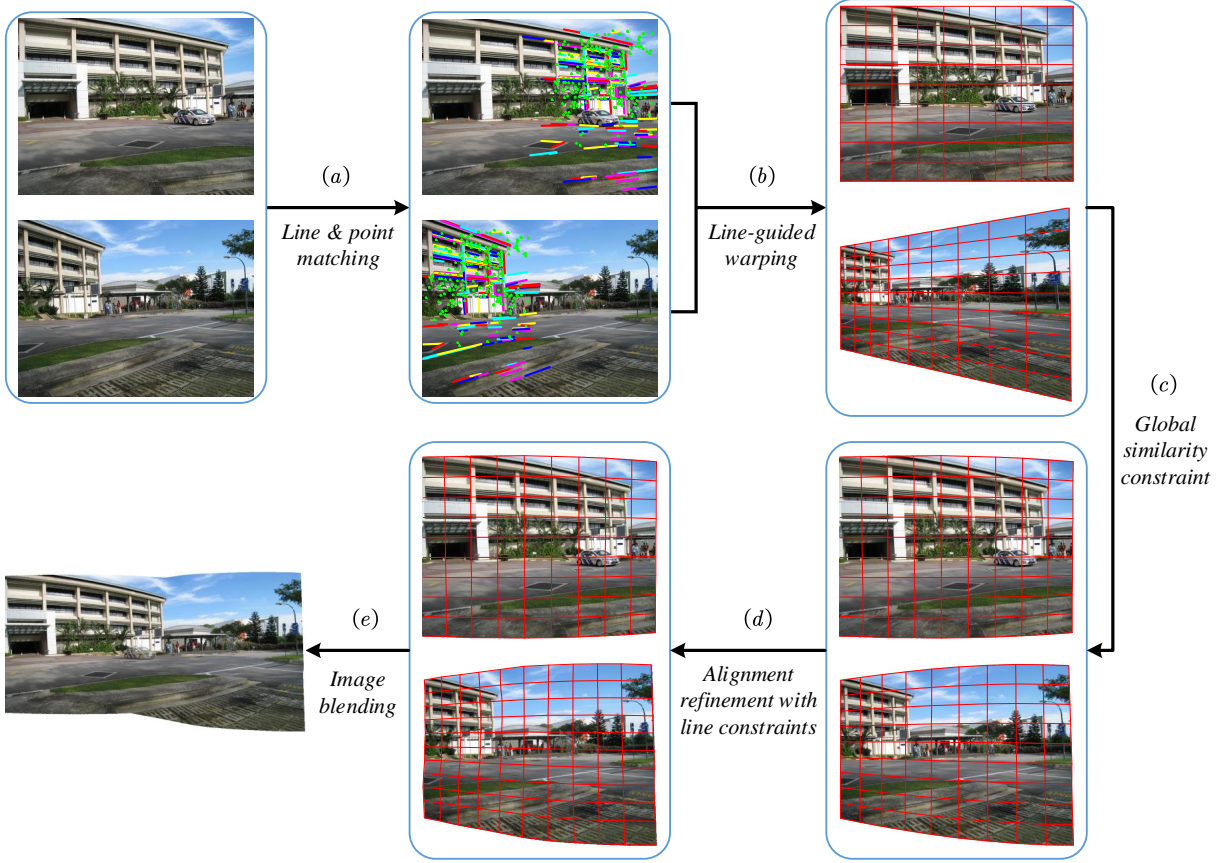 (a)
Line & point
matching
(b)
Line-guided
warping
(c)
Global
similarity
constraint
(d)
Alignment
refinement with
line constraints
(e)
Image
blending